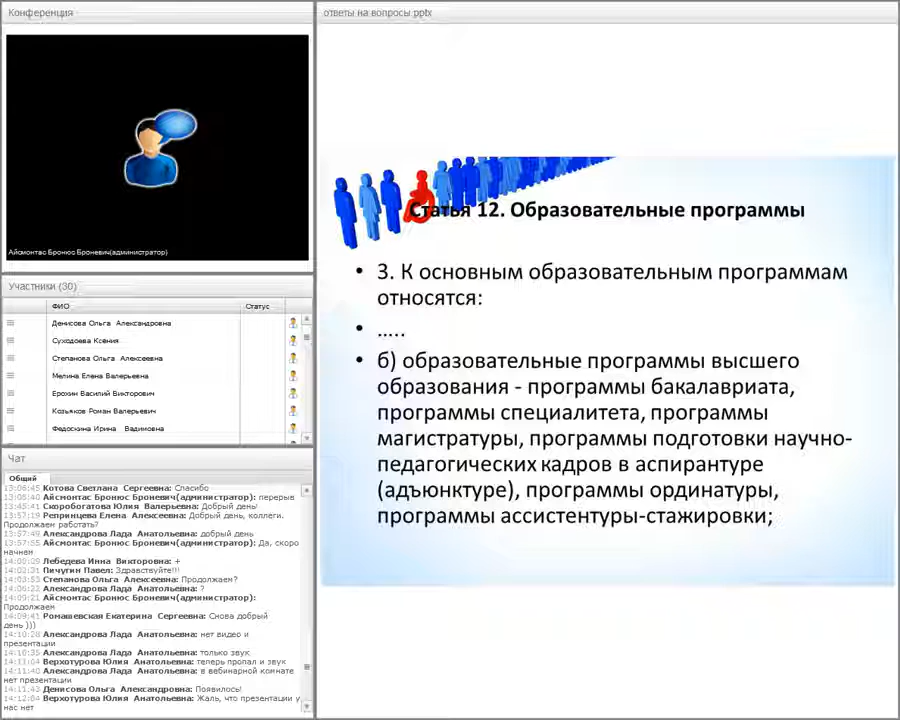 Конференция
Айсмонтас Бронюс Броневич(администратор)
Участники (30)
ФИО
Статус
Денисова Ольга Александровна
Суходоева Ксения
Степанова Ольга Алексеевна
Мелина Елена Валерьевна
Ерохин Василий Викторович
Козьяков Роман Валерьевич
Федоскина Ирина Вадимовна
Чат
Общий
13:06:45 Котова Светлана Сергеевна: Спасибо
13:08:40 Айсмонтас Бронюс Броневич(администратор): перерыв
13:45:41 Скоробогатова Юлия Валерьевна: Добрый день!
13:57:19 Репринцева Елена Алексеевна: Добрый день, коллеги.
Продолжаем работать?
13:57:49 Александрова Лада Анатольевна: добрый день
13:57:55 Айсмонтас Бронюс Броневич(администратор): Да, скоро
начнем
14:00:29 Лебедева Инна Викторовна: +
14:02:31 Пичугин Павел: Здравствуйте!!!
14:03:53 Степанова Ольга Алексеевна: Продолжаем?
14:06:22 Александрова Лада Анатольевна: ?
14:09:21 Айсмонтас Бронюс Броневич(администратор):
Продолжаем
14:09:41 Ромашевская Екатерина Сергеевна: Снова добрый
день )))
14:10:28 Александрова Лада Анатольевна: нет видео и
презентации
14:10:35 Александрова Лада Анатольевна: только звук
14:11:04 Верхотурова Юлия Анатольевна: теперь пропал и звук
14:11:40 Александрова Лада Анатольевна: в вебинарной комнате
нет презентации
14:11:43 Денисова Ольга Александровна: Появилось!
14:12:04 Верхотурова Юлия Анатольевна: Жаль, что презентации у
нас нет
ответы на вопросы.pptx
Статья 12. Образовательные программы
• 3. К основным образовательным программам
относятся:
• .....
• б) образовательные программы высшего
образования - программы бакалавриата,
программы специалитета, программы
магистратуры, программы подготовки научно-
педагогических кадров в аспирантуре
(адъюнктуре), программы ординатуры,
программы ассистентуры-стажировки;